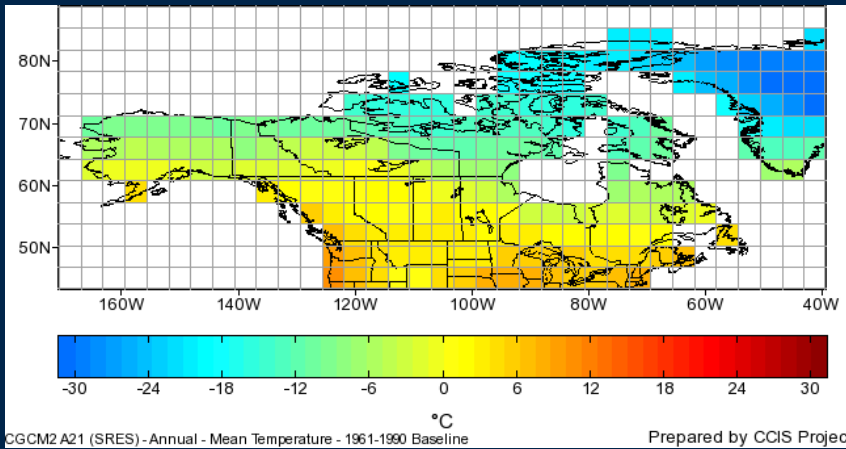 80N
70N
60N
50N
160W 140W 120W 100W 80W 60W 40W
-30 -24 -18 -12 -6 0 6 12 18 24 30
°C
CGCM2 A21 (SRES) - Annual - Mean Temperature - 1961-1990 Baseline
Prepared by CCIS Projec